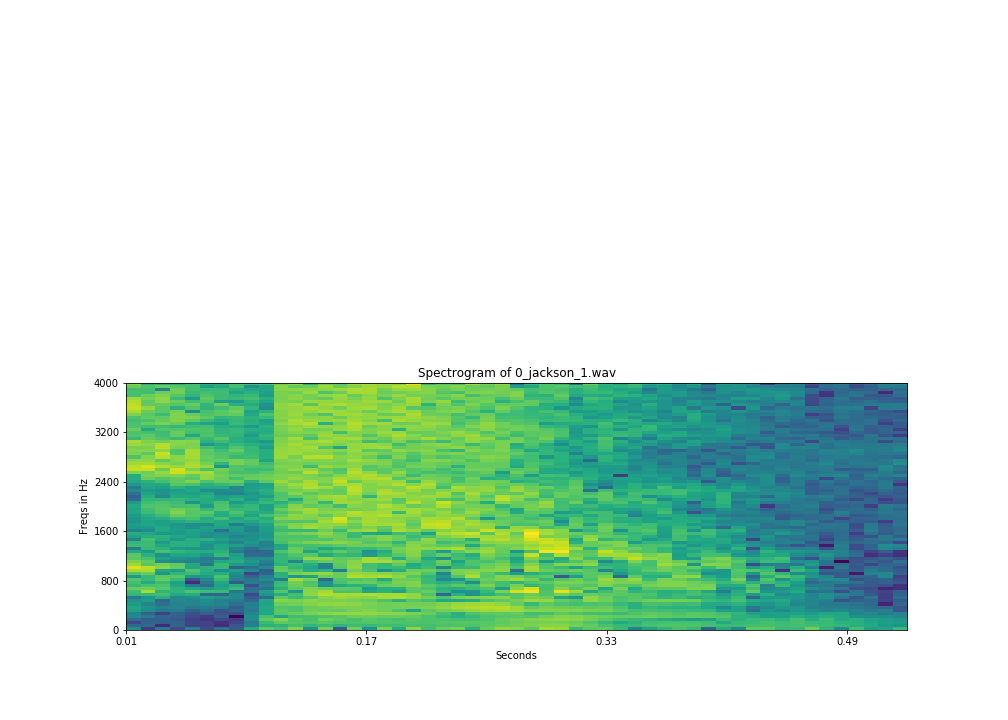 Spectrogram of 0_jackson_1.wav
4000
3200
2400
1600
800
0
Freqs in Hz
0.01 0.17 0.33 0.49
Seconds